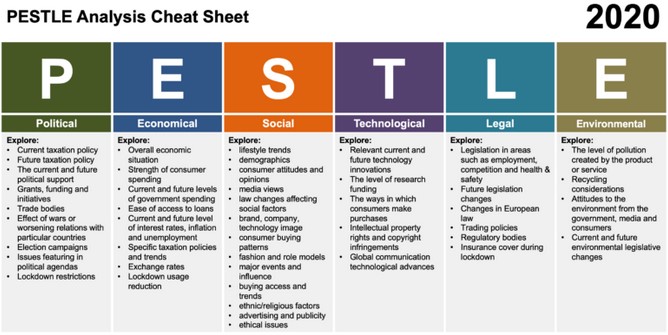 PESTLE Analysis Cheat Sheet
2020
P
E
S
T
L
E
Political
Economical
Social
Technological
Legal
Environmental
Explore:
• Current taxation policy
• Future taxation policy
• The current and future
political support
• Grants, funding and
initiatives
• Trade bodies
• Effect of wars or
worsening relations with
particular countries
• Election campaigns
• Issues featuring in
political agendas
• Lockdown restrictions
Explore:
• Overall economic
situation
• Strength of consumer
spending
• Current and future levels
of government spending
• Ease of access to loans
• Current and future level
of interest rates, inflation
and unemployment
• Specific taxation policies
and trends
• Exchange rates
• Lockdown usage
reduction
Explore:
• lifestyle trends
• demographics
• consumer attitudes and
opinions
• media views
• law changes affecting
social factors
• brand, company,
technology image
• consumer buying
patterns
• fashion and role models
• major events and
influence
• buying access and
trends
• ethnic/religious factors
• advertising and publicity
• ethical issues
Explore:
• Relevant current and
future technology
innovations
• The level of research
funding
• The ways in which
consumers make
purchases
• Intellectual property
rights and copyright
infringements
• Global communication
technological advances
Explore:
• Legislation in areas
such as employment,
competition and health &
safety
• Future legislation
changes
• Changes in European
law
• Trading policies
• Regulatory bodies
• Insurance cover during
lockdown
Explore:
• The level of pollution
created by the product
or service
• Recycling
considerations
• Attitudes to the
environment from the
government, media and
consumers
• Current and future
environmental legislative
changes